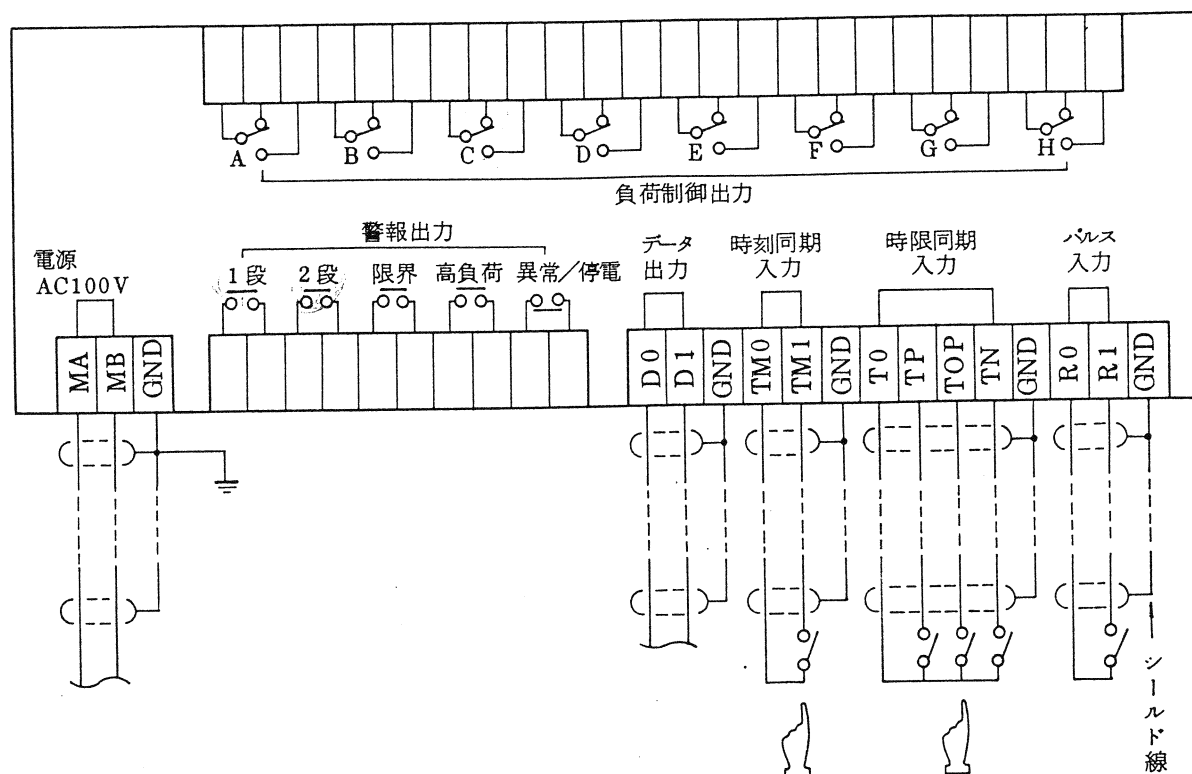 A B C D E F G H
負荷制御出力
警報出力
電源
AC100V
1段 2段 限界 高負荷 異常/停電
データ
出力
時刻同期
入力
時限同期
入力
パルス
入力
MA MB GND
D0 D1 GND TM0 TM1 GND T0 TP TOP TN GND R0 R1 GND
シールド線